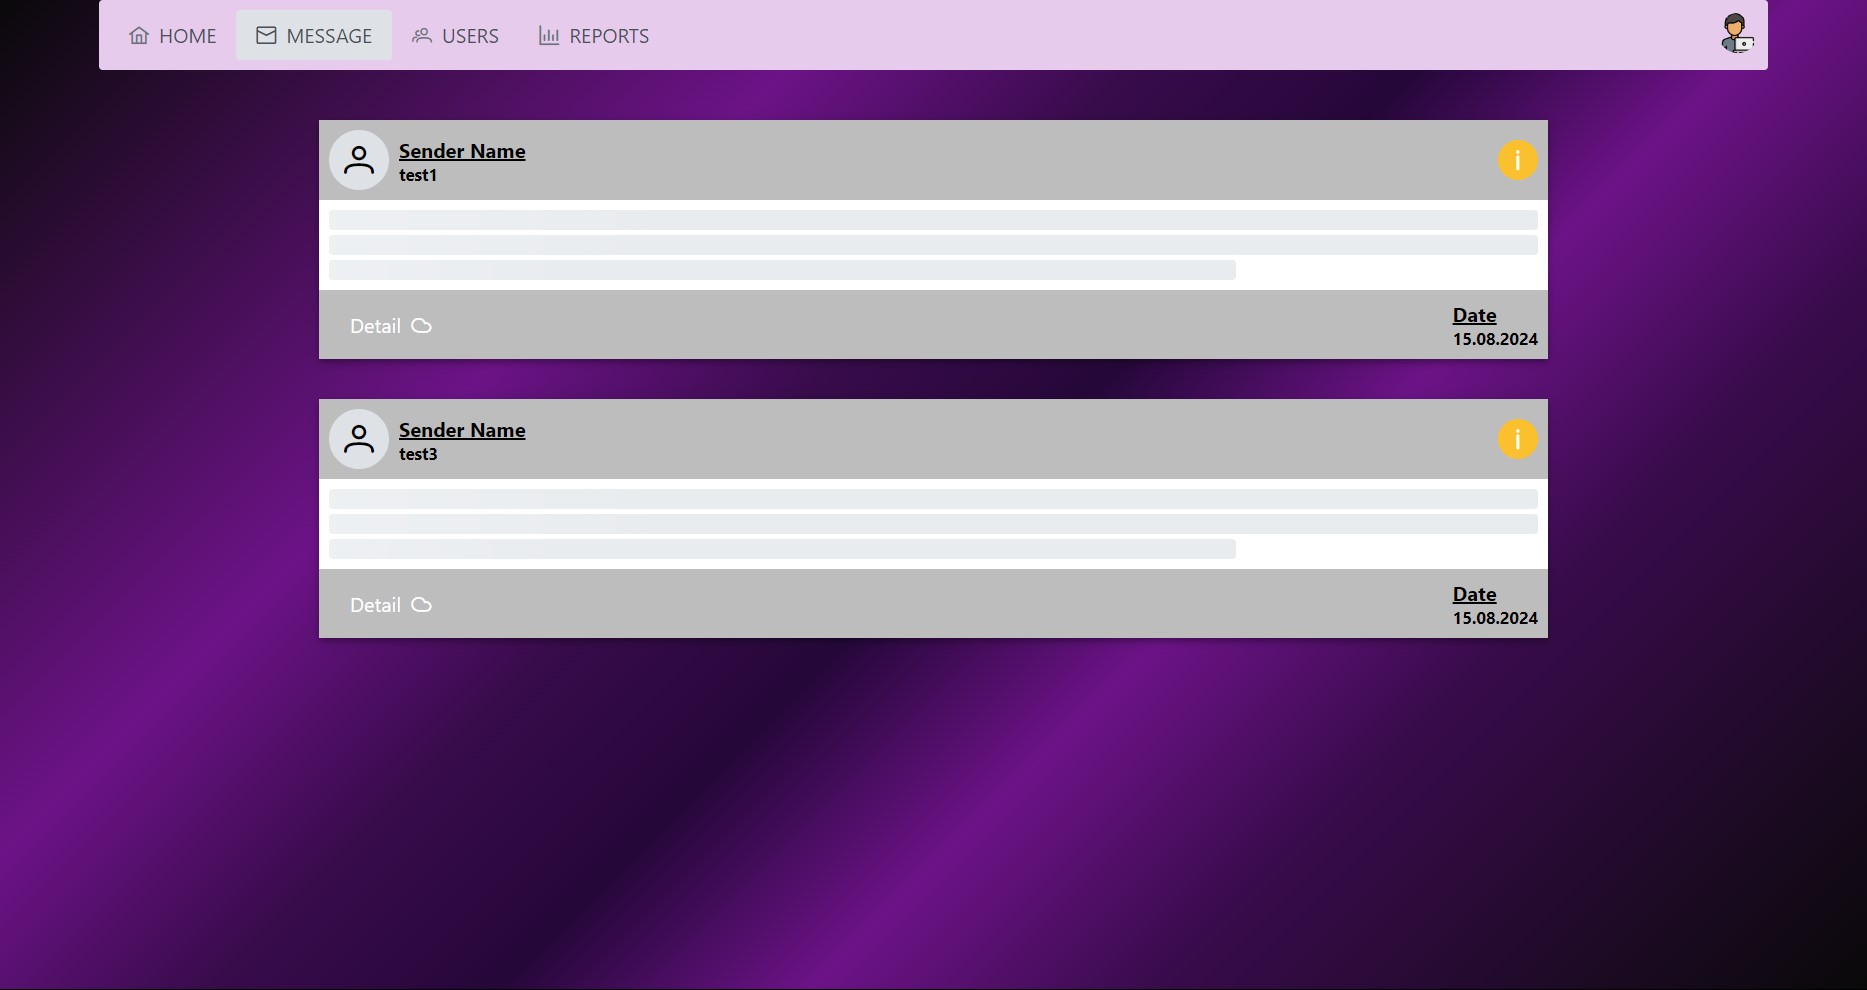 HOME MESSAGE USERS REPORTS
Sender Name
test1
i
Detail
Date
15.08.2024
Sender Name
test3
i
Detail
Date
15.08.2024